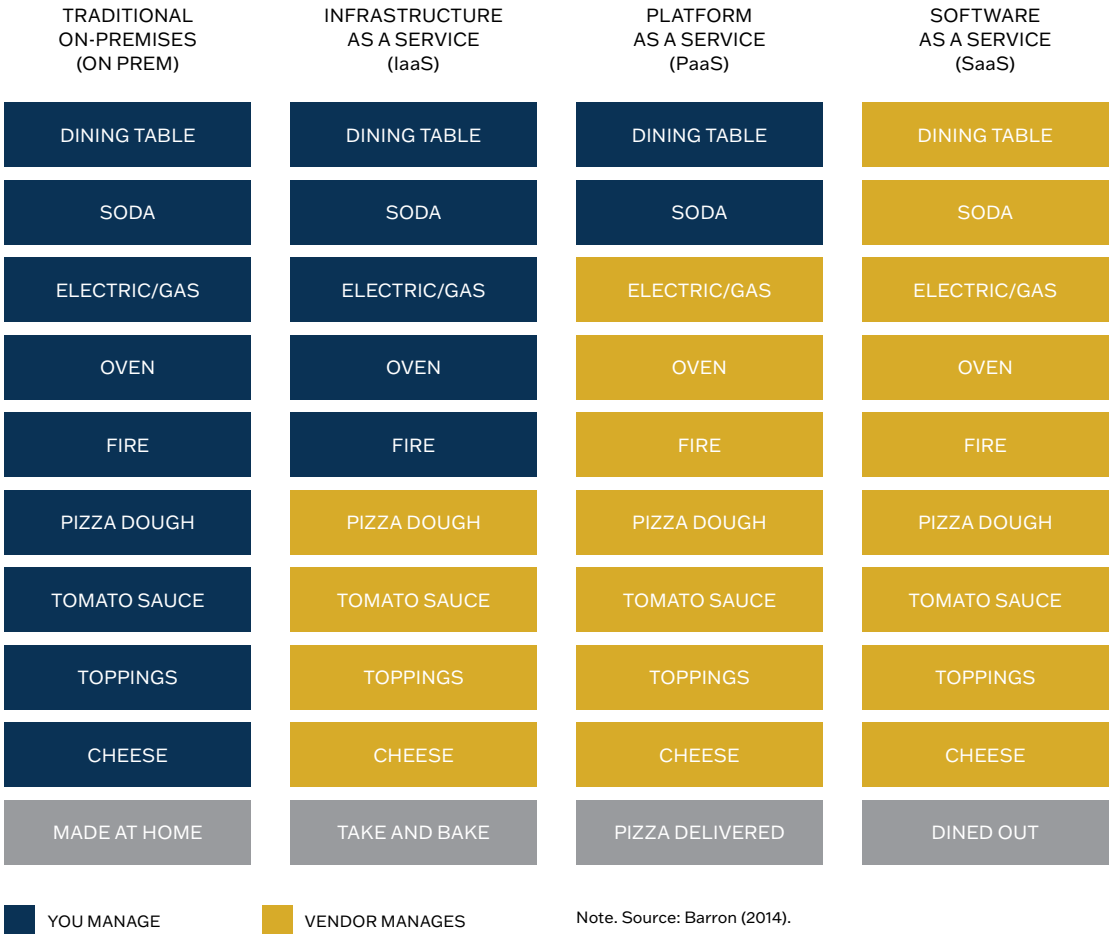 TRADITIONAL
ON-PREMISES
(ON PREM)
INFRASTRUCTURE
AS A SERVICE
(IaaS)
PLATFORM
AS A SERVICE
(PaaS)
SOFTWARE
AS A SERVICE
(SaaS)
DINING TABLE
DINING TABLE
DINING TABLE
DINING TABLE
SODA
SODA
SODA
SODA
ELECTRIC/GAS
ELECTRIC/GAS
ELECTRIC/GAS
ELECTRIC/GAS
OVEN
OVEN
OVEN
OVEN
FIRE
FIRE
FIRE
FIRE
PIZZA DOUGH
PIZZA DOUGH
PIZZA DOUGH
PIZZA DOUGH
TOMATO SAUCE
TOMATO SAUCE
TOMATO SAUCE
TOMATO SAUCE
TOPPINGS
TOPPINGS
TOPPINGS
TOPPINGS
CHEESE
CHEESE
CHEESE
CHEESE
MADE AT HOME
TAKE AND BAKE
PIZZA DELIVERED
DINED OUT
YOU MANAGE
VENDOR MANAGES
Note. Source: Barron (2014).